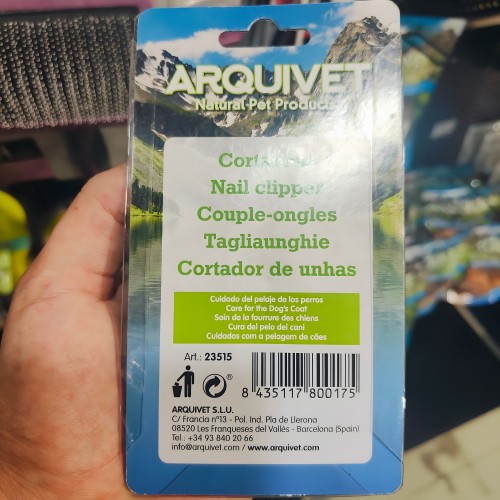 ARQUIVET
Natural Pet Products
Nail clipper
Couple-ongles
Tagliaunghie
Cortador de unhas
Cuidado del pelaje de los perros
Care for the Dog's Coat
Soin de la fourrure des chiens
Cura del pelo del cani
Cuidados com a pelagem de cães
Art.: 23515
8 435117 800175
ARQUIVET S.L.U.
C/ Francia nº13 - Pol. Ind. Pla de Llerona
08520 Les Franqueses del Vallès - Barcelona (Spain)
Tel.: +34 93 840 20 66
info@arquivet.com / www.arquivet.com